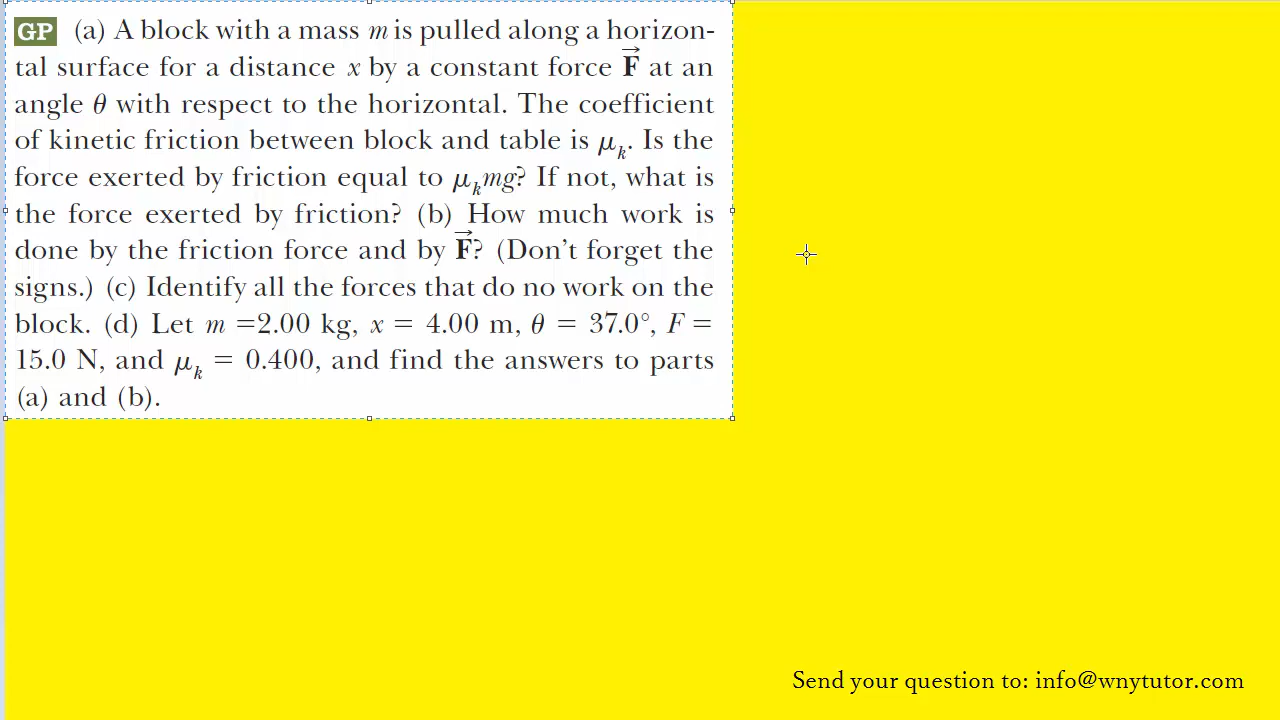 GP (a) A block with a mass m is pulled along a horizon-
tal surface for a distance x by a constant force F⃗ at an
angle θ with respect to the horizontal. The coefficient
of kinetic friction between block and table is μₖ. Is the
force exerted by friction equal to μₖmg? If not, what is
the force exerted by friction? (b) How much work is
done by the friction force and by F⃗? (Don’t forget the
signs.) (c) Identify all the forces that do no work on the
block. (d) Let m =2.00 kg, x = 4.00 m, θ = 37.0°, F =
15.0 N, and μₖ = 0.400, and find the answers to parts
(a) and (b).
Send your question to: info@wnytutor.com